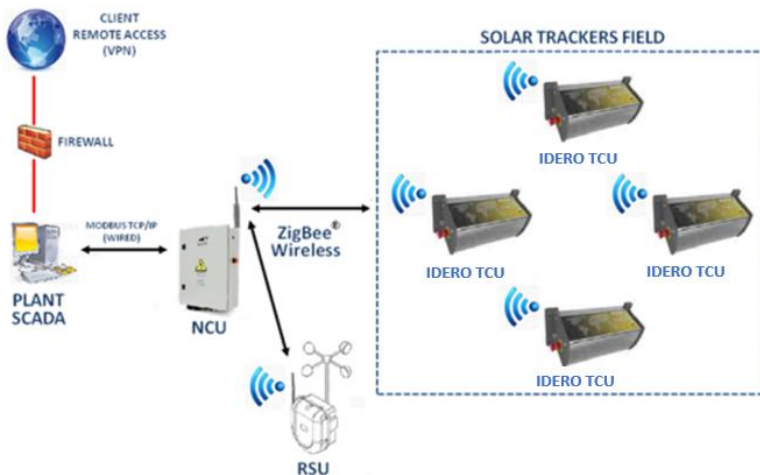 CLIENT
REMOTE ACCESS
(VPN)
FIREWALL
PLANT
SCADA
MODBUS TCP/IP
(WIRED)
NCU
ZigBee®
Wireless
RSU
SOLAR TRACKERS FIELD
IDERO TCU
IDERO TCU
IDERO TCU
IDERO TCU